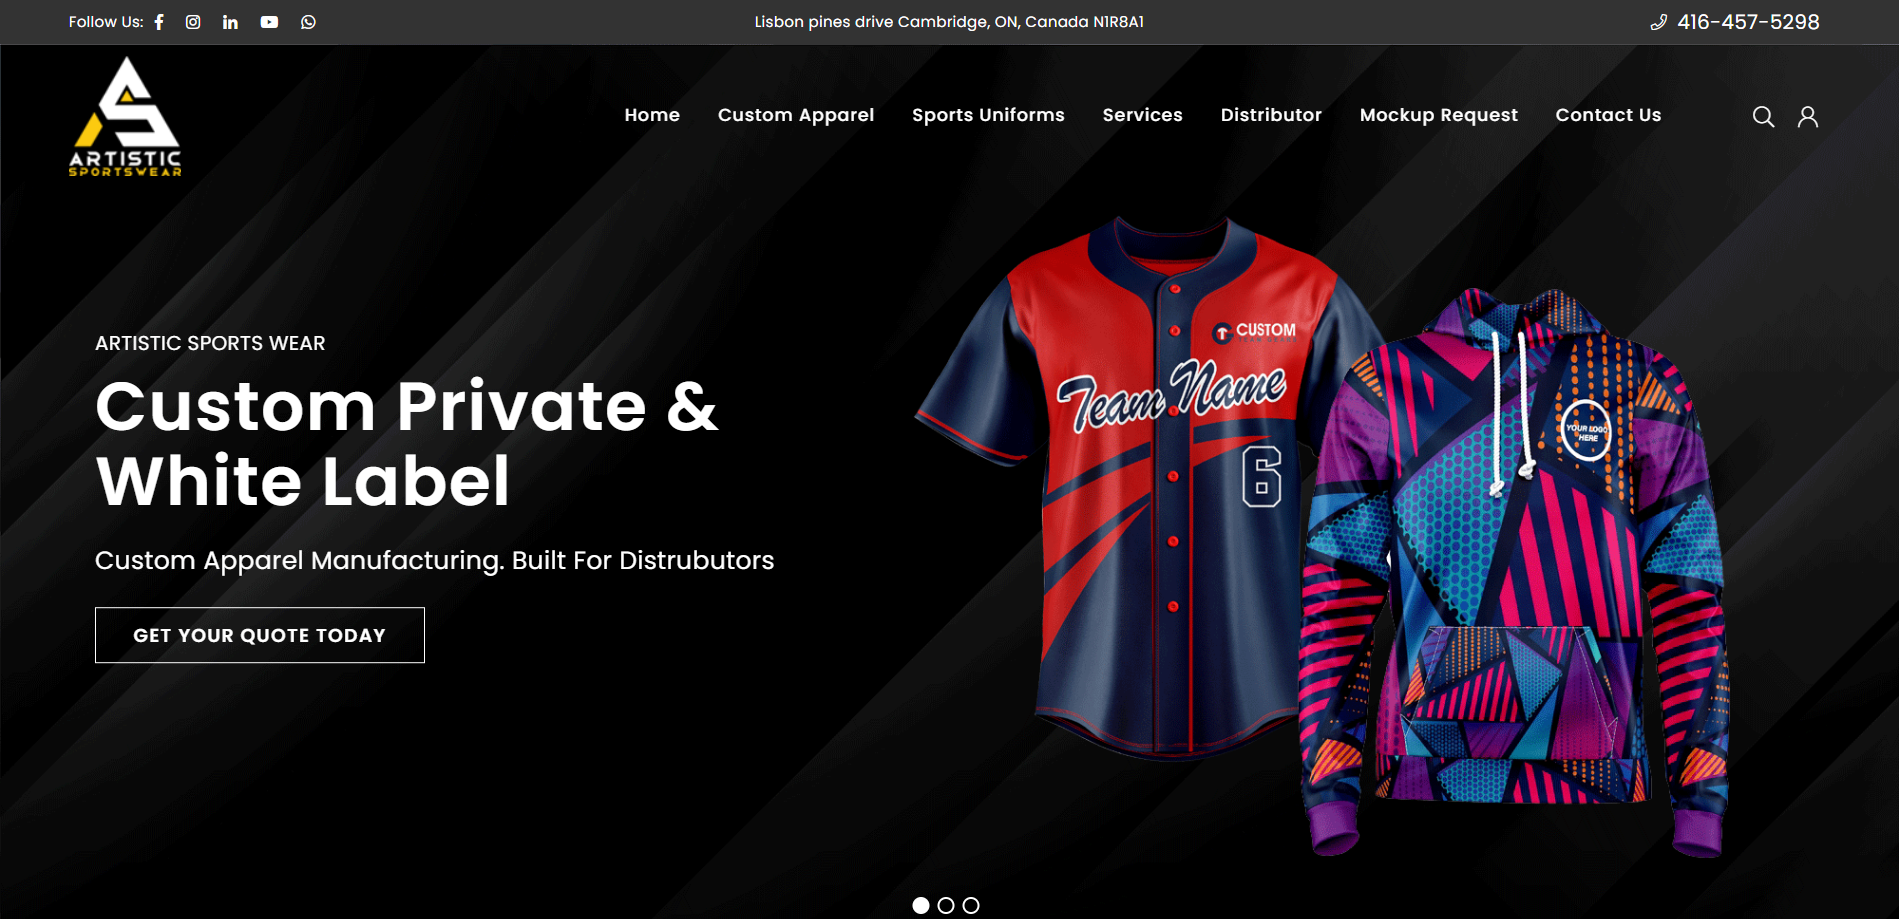 Follow Us:
Lisbon pines drive Cambridge, ON, Canada N1R8A1
416-457-5298
ARTISTIC
SPORTSWEAR
Home
Custom Apparel
Sports Uniforms
Services
Distributor
Mockup Request
Contact Us
ARTISTIC SPORTS WEAR
Custom Private &
White Label
Custom Apparel Manufacturing. Built For Distrubutors
GET YOUR QUOTE TODAY
CUSTOM
Team Name
6
YOUR LOGO
HERE